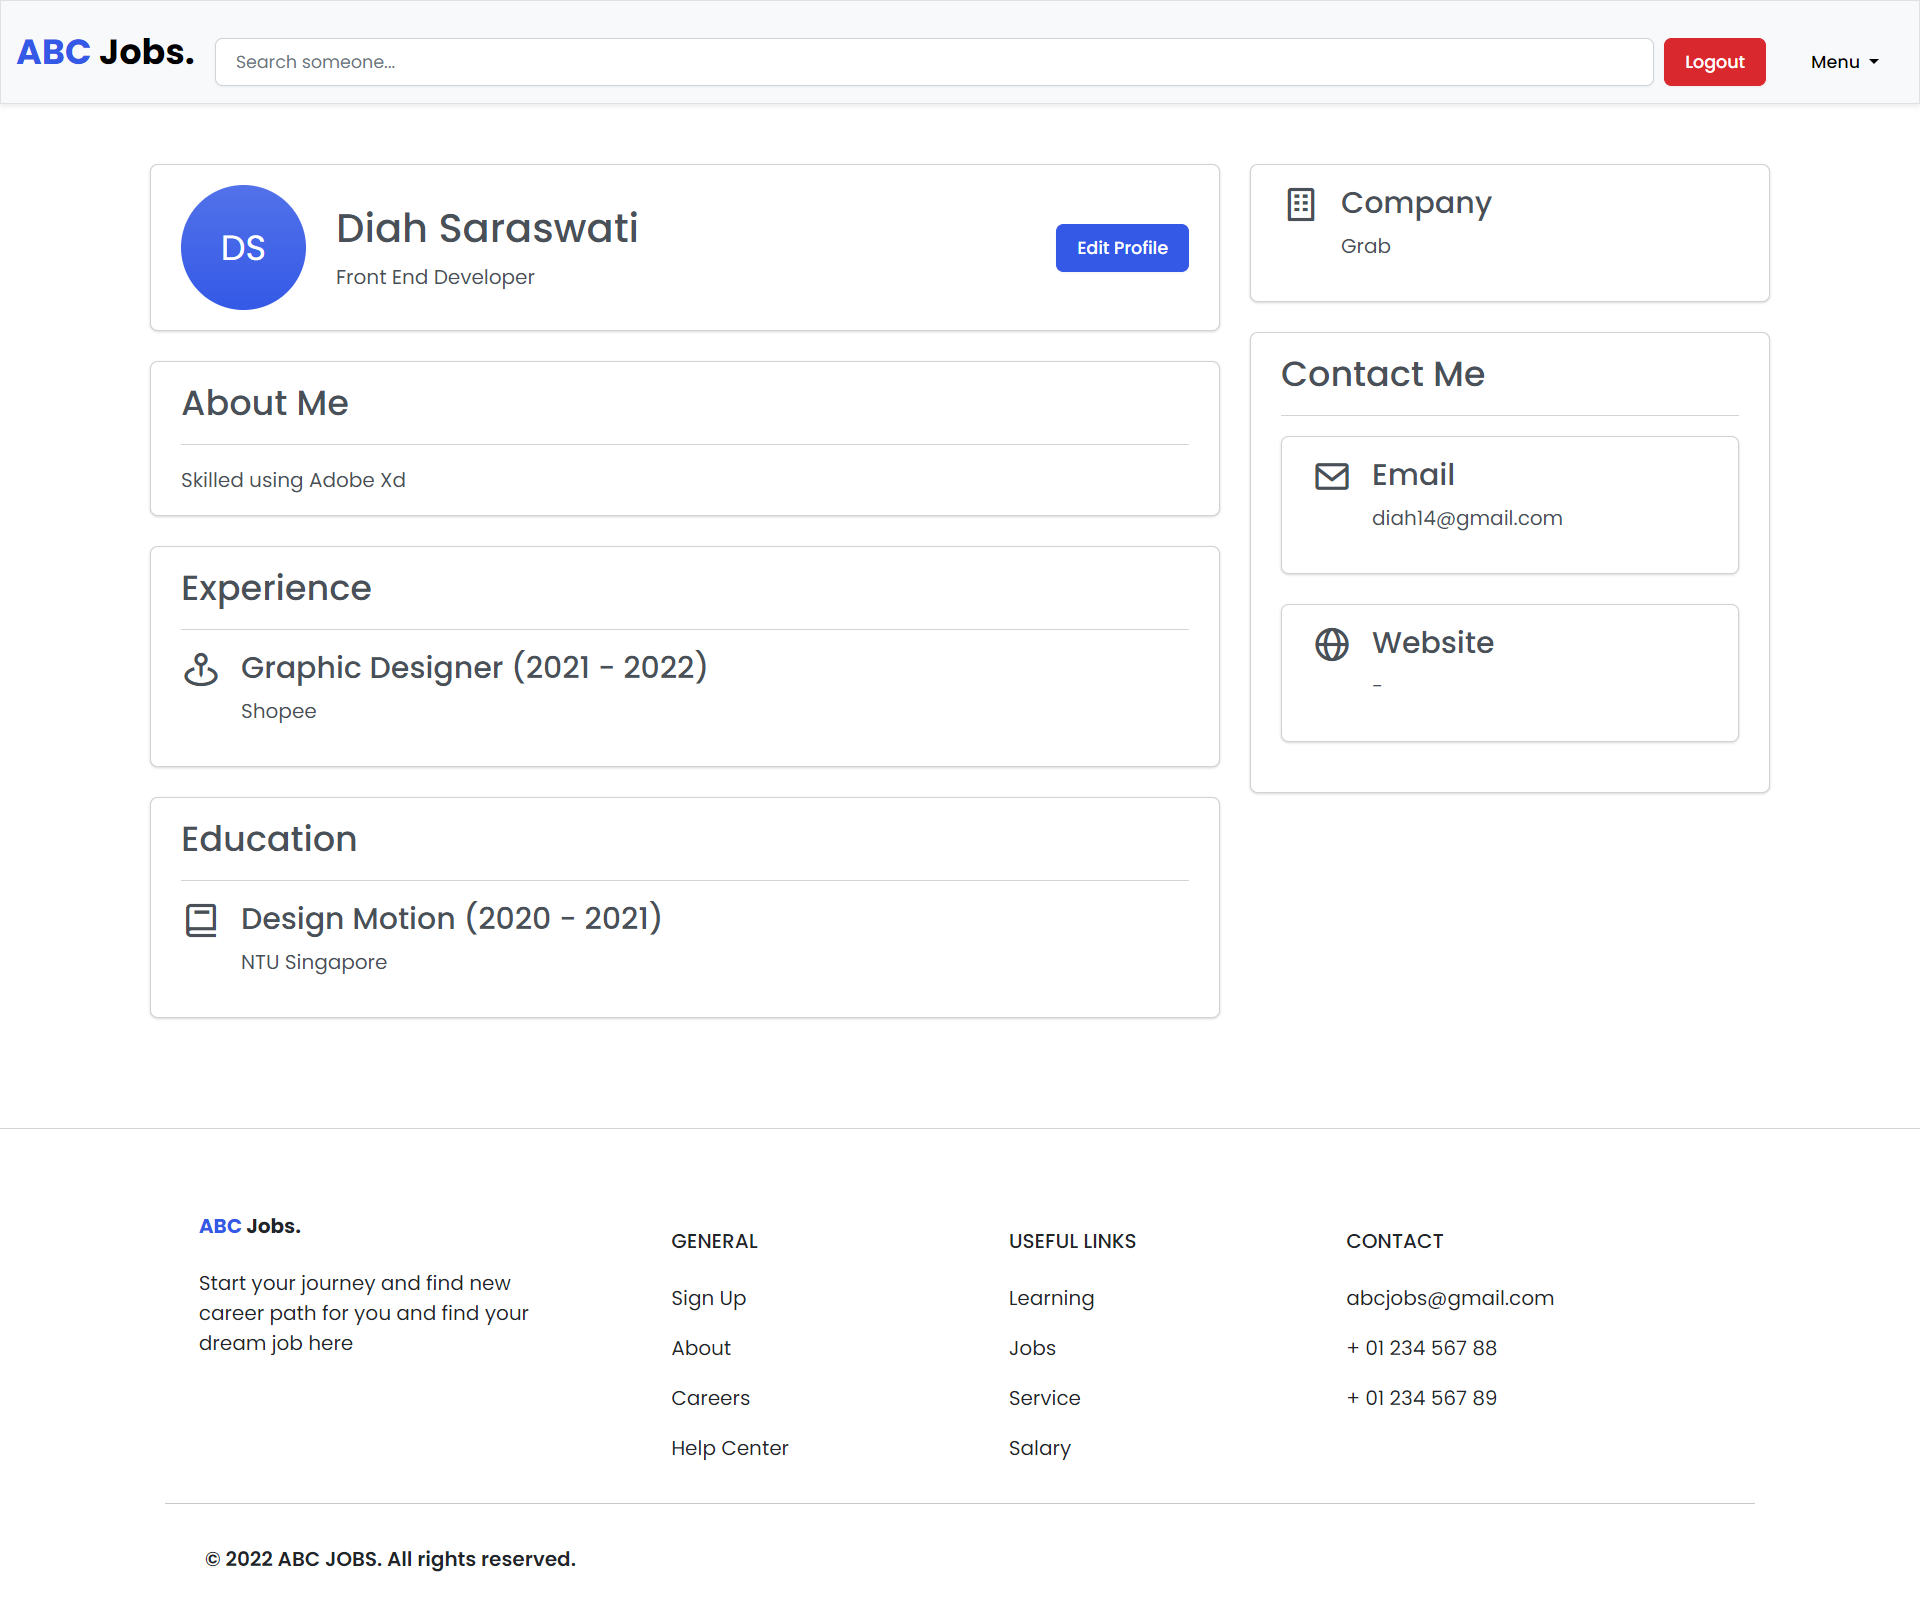 ABC Jobs.
Search someone...
Logout
Menu
DS
Diah Saraswati
Front End Developer
Edit Profile
About Me
Skilled using Adobe Xd
Experience
Graphic Designer (2021 - 2022)
Shopee
Education
Design Motion (2020 - 2021)
NTU Singapore
Company
Grab
Contact Me
Email
diah14@gmail.com
Website
-
ABC Jobs.
Start your journey and find new
career path for you and find your
dream job here
GENERAL
Sign Up
About
Careers
Help Center
USEFUL LINKS
Learning
Jobs
Service
Salary
CONTACT
abcjobs@gmail.com
+ 01 234 567 88
+ 01 234 567 89
© 2022 ABC JOBS. All rights reserved.